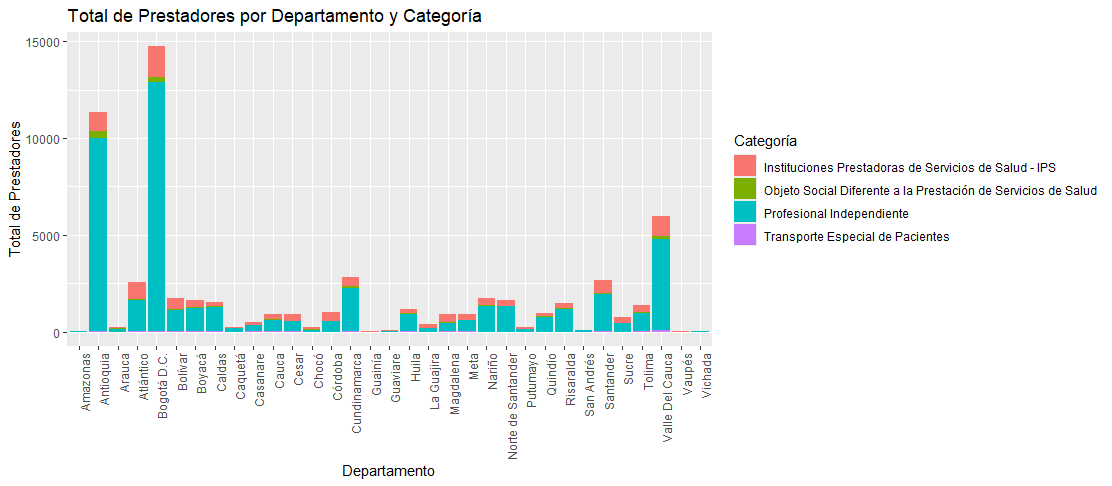 Total de Prestadores por Departamento y Categoría
Total de Prestadores
15000
10000
5000
0
Amazonas
Antioquia
Arauca
Atlántico
Bogotá D.C.
Bolívar
Boyacá
Caldas
Caquetá
Casanare
Cauca
Cesar
Chocó
Córdoba
Cundinamarca
Guainía
Guaviare
Huila
La Guajira
Magdalena
Meta
Nariño
Norte de Santander
Putumayo
Quindío
Risaralda
San Andrés
Santander
Sucre
Tolima
Valle Del Cauca
Vaupés
Vichada
Departamento
Categoría
Instituciones Prestadoras de Servicios de Salud - IPS
Objeto Social Diferente a la Prestación de Servicios de Salud
Profesional Independiente
Transporte Especial de Pacientes